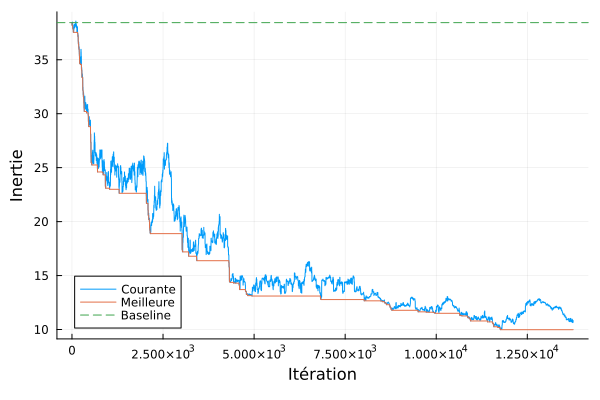 Inertie
35
30
25
20
15
10
Courante
Meilleure
Baseline
0
2.500×10³
5.000×10³
7.500×10³
1.000×10⁴
1.250×10⁴
Itération